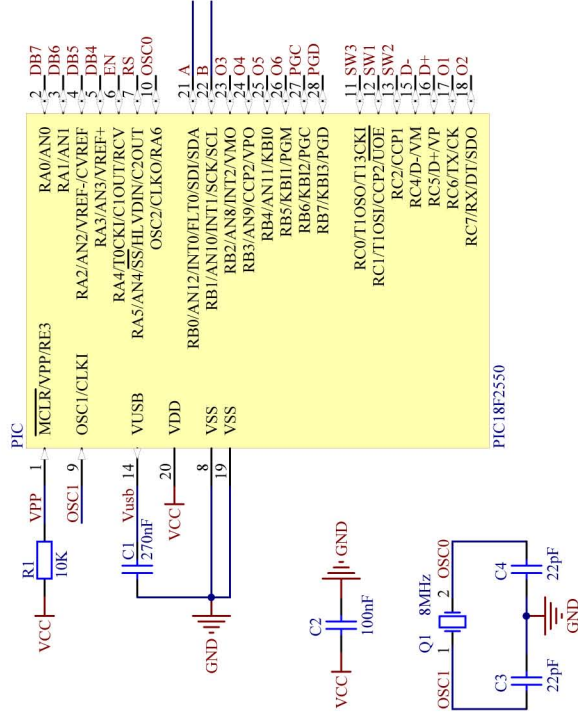 PIC
VCC
R1
10K
VPP
1
MCLR/VPP/RE3
OSC1
9
OSC1/CLKI
C1
270nF
Vusb
14
VUSB
VCC
20
VDD
GND
8
VSS
19
VSS
RA0/AN0
2
DB7
RA1/AN1
3
DB6
RA2/AN2/VREF-/CVREF
4
DB5
RA3/AN3/VREF+
5
DB4
RA4/T0CKI/C1OUT/RCV
6
EN
RA5/AN4/SS/HLVDIN/C2OUT
7
RS
OSC2/CLKO/RA6
10
OSC0
RB0/AN12/INT0/FLT0/SDI/SDA
21
A
RB1/AN10/INT1/SCK/SCL
22
B
RB2/AN8/INT2/VMO
23
O3
RB3/AN9/CCP2/VPO
24
O4
RB4/AN11/KBI0
25
O5
RB5/KBI1/PGM
26
O6
RB6/KBI2/PGC
27
PGC
RB7/KBI3/PGD
28
PGD
RC0/T1OSO/T13CKI
11
SW3
RC1/T1OSI/CCP2/UOE
12
SW1
RC2/CCP1
13
SW2
RC4/D-/VM
15
D-
RC5/D+/VP
16
D+
RC6/TX/CK
17
O1
RC7/RX/DT/SDO
18
O2
PIC18F2550
VCC
C2
100nF
GND
OSC1
1
Q1
8MHz
2
OSC0
C3
22pF
C4
22pF
GND